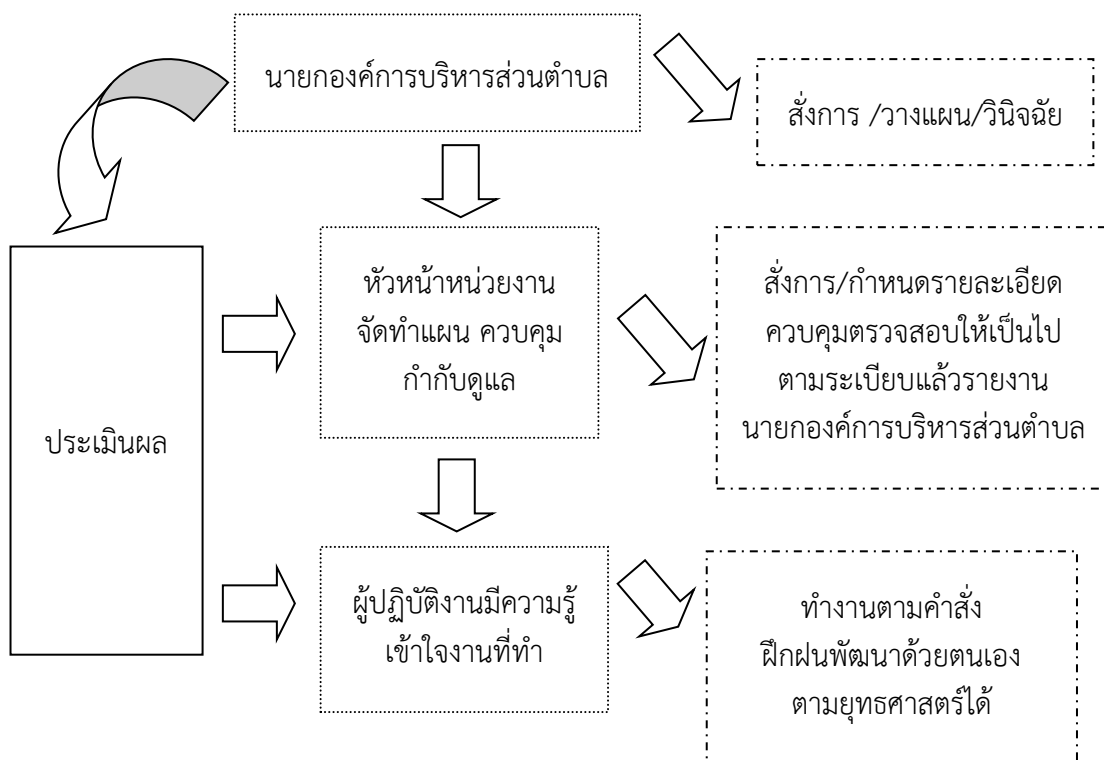 นายกองค์การบริหารส่วนตำบล
สั่งการ /วางแผน/วินิจฉัย
หัวหน้าหน่วยงาน
จัดทำแผน ควบคุม
กำกับดูแล
สั่งการ/กำหนดรายละเอียด
ควบคุมตรวจสอบให้เป็นไป
ตามระเบียบแล้วรายงาน
นายกองค์การบริหารส่วนตำบล
ประเมินผล
ผู้ปฏิบัติงานมีความรู้
เข้าใจงานที่ทำ
ทำงานตามคำสั่ง
ฝึกฝนพัฒนาด้วยตนเอง
ตามยุทธศาสตร์ได้